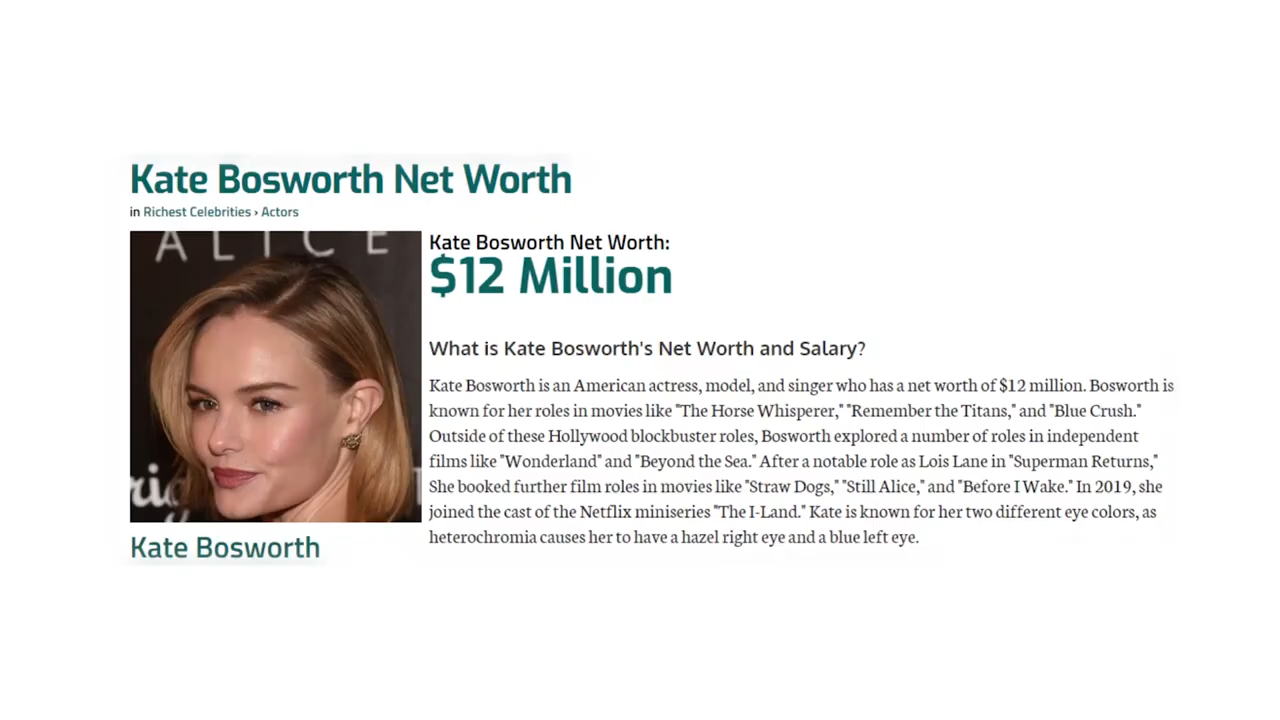 Kate Bosworth Net Worth
in Richest Celebrities › Actors
ALICE
Kate Bosworth Net Worth:
$12 Million
What is Kate Bosworth's Net Worth and Salary?
Kate Bosworth is an American actress, model, and singer who has a net worth of $12 million. Bosworth is
known for her roles in movies like "The Horse Whisperer," "Remember the Titans," and "Blue Crush."
Outside of these Hollywood blockbuster roles, Bosworth explored a number of roles in independent
films like "Wonderland" and "Beyond the Sea." After a notable role as Lois Lane in "Superman Returns,"
She booked further film roles in movies like "Straw Dogs," "Still Alice," and "Before I Wake." In 2019, she
joined the cast of the Netflix miniseries "The I-Land." Kate is known for her two different eye colors, as
heterochromia causes her to have a hazel right eye and a blue left eye.
Kate Bosworth